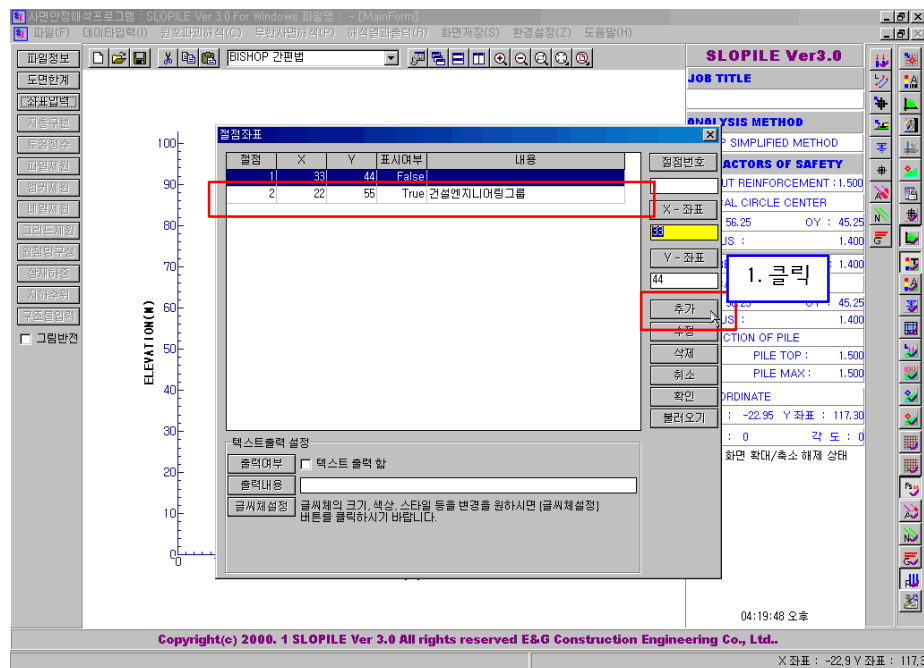 사면안정해석프로그램 : SLOPILE Ver 3.0 For Windows 파일명 : - [MainForm]
파일(F) 데이타입력(I) 원호파괴해석(C) 무한사면해석(P) 해석결과출력(R) 화면저장(S) 환경설정(Z) 도움말(H)
파일정보
도면한계
좌표입력
지층구분
토질정수
파일제원
앵커제원
네일제원
그리드제원
원점망구성
상재하중
지하수위
구조물입력
그림반전
BISHOP 간편법
ELEVATION(M)
100
90
80
70
60
50
40
30
20
10
0
0
절점좌표
절점 X Y 표시여부 내용
1 33 44 False
2 22 55 True 건설엔지니어링그룹
절점번호
X - 좌표
33
Y - 좌표
44
추가
수정
삭제
취소
확인
불러오기
1. 클릭
텍스트출력 설정
출력여부 텍스트 출력 함
출력내용
글씨체설정 글씨체의 크기, 색상, 스타일 등을 변경을 원하시면 [글씨체설정]
버튼를 클릭하시기 바랍니다.
SLOPILE Ver3.0
JOB TITLE
ANALYSIS METHOD
SIMPLIFIED METHOD
ACTORS OF SAFETY
UT REINFORCEMENT : 1.500
AL CIRCLE CENTER
56.25 OY : 45.25
US : 1.400
: 1.400
45.25
US : 1.400
CTION OF PILE
PILE TOP : 1.500
PILE MAX : 1.500
ORDINATE
: -22.95 Y 좌표 : 117.30
: 0 각 도 : 0
화면 확대/축소 해제 상태
04:19:48 오후
Copyright(c) 2000. 1 SLOPILE Ver 3.0 All rights reserved E&G Construction Engineering Co., Ltd..
X 좌표 : -22.9 Y 좌표 : 117.3